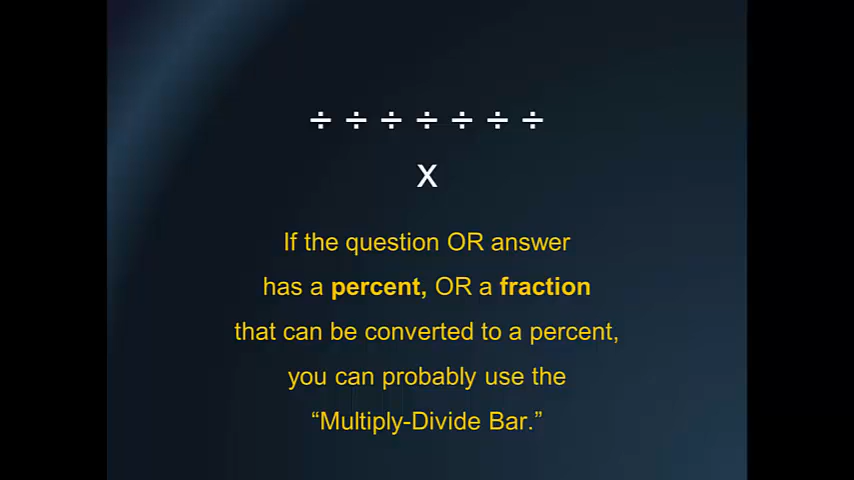 ÷ ÷ ÷ ÷ ÷ ÷ ÷
x
If the question OR answer
has a percent, OR a fraction
that can be converted to a percent,
you can probably use the
“Multiply-Divide Bar.”